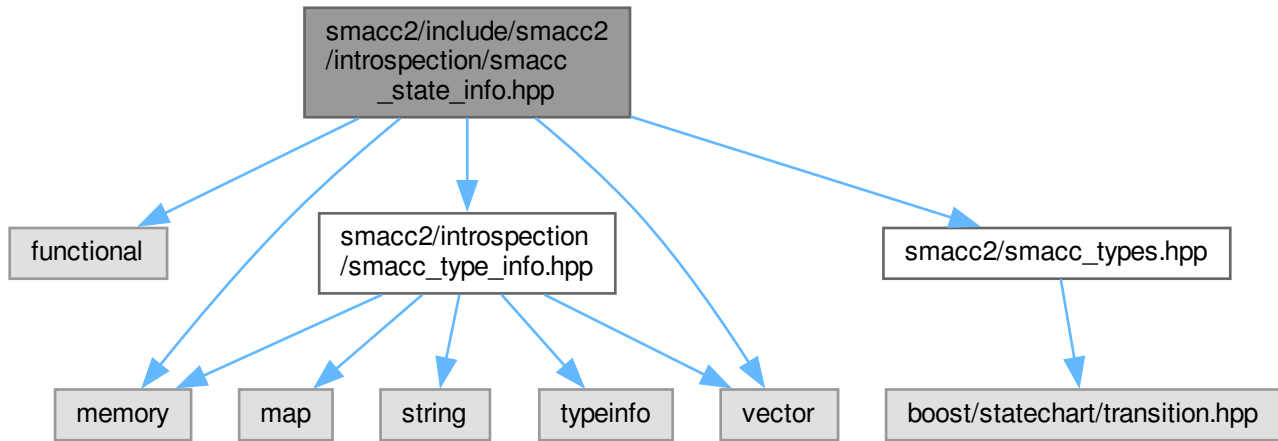 smacc2/include/smacc2
/introspection/smacc
_state_info.hpp
functional
smacc2/introspection
/smacc_type_info.hpp
smacc2/smacc_types.hpp
memory
map
string
typeinfo
vector
boost/statechart/transition.hpp